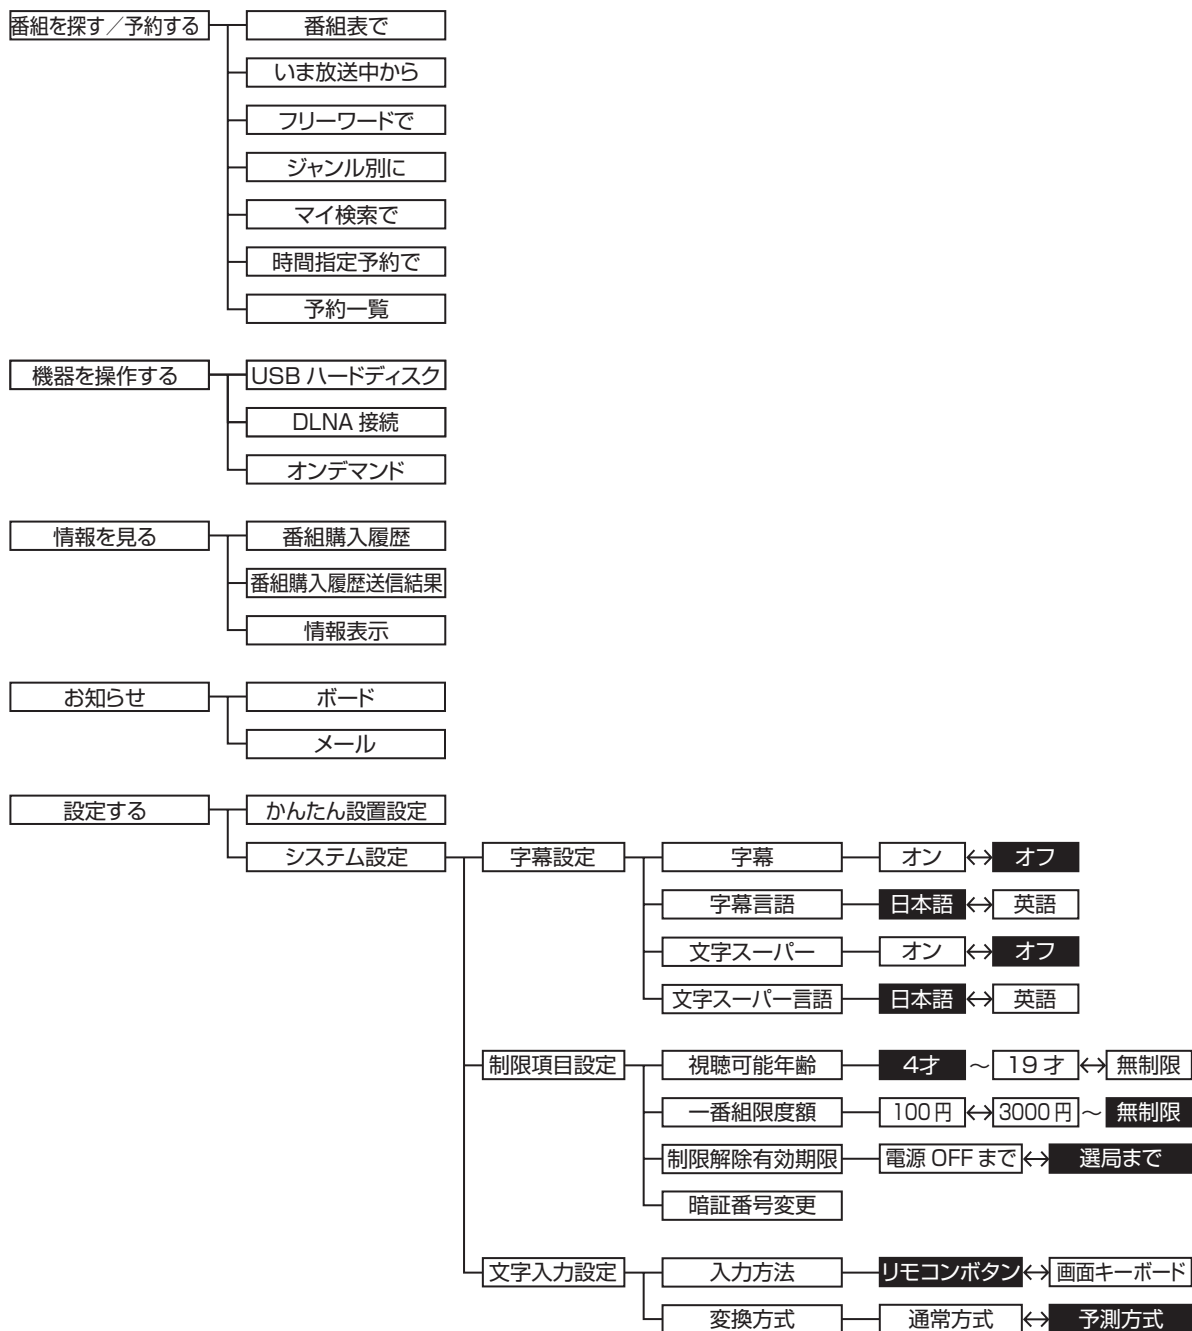 番組を探す／予約する 番組表で
いま放送中から
フリーワードで
ジャンル別に
マイ検索で
時間指定予約で
予約一覧
機器を操作する USB ハードディスク
DLNA 接続
オンデマンド
情報を見る 番組購入履歴
番組購入履歴送信結果
情報表示
お知らせ ボード
メール
設定する かんたん設置設定
システム設定 字幕設定 字幕 オン ↔ オフ
字幕言語 日本語 ↔ 英語
文字スーパー オン ↔ オフ
文字スーパー言語 日本語 ↔ 英語
制限項目設定 視聴可能年齢 4才 ～ 19 才 ↔ 無制限
一番組限度額 100 円 ↔ 3000 円 ～ 無制限
制限解除有効期限 電源 OFF まで ↔ 選局まで
暗証番号変更
文字入力設定 入力方法 リモコンボタン ↔ 画面キーボード
変換方式 通常方式 ↔ 予測方式